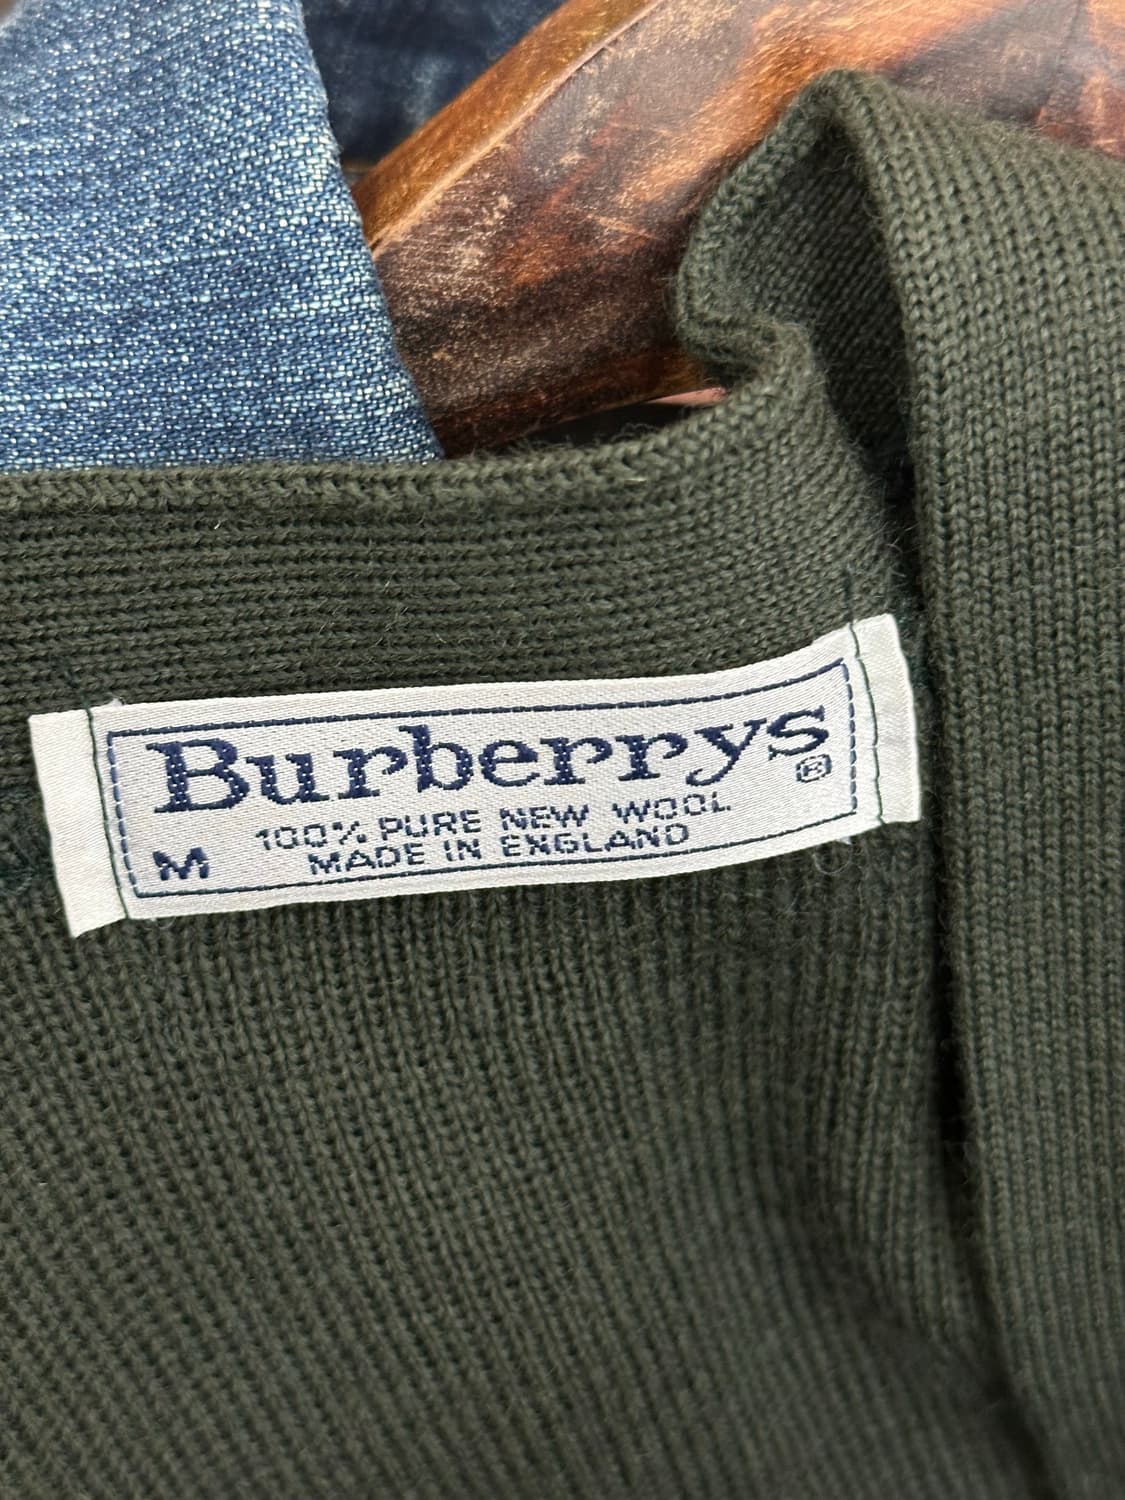 Burberrys
®
100% PURE NEW WOOL
M
MADE IN ENGLAND